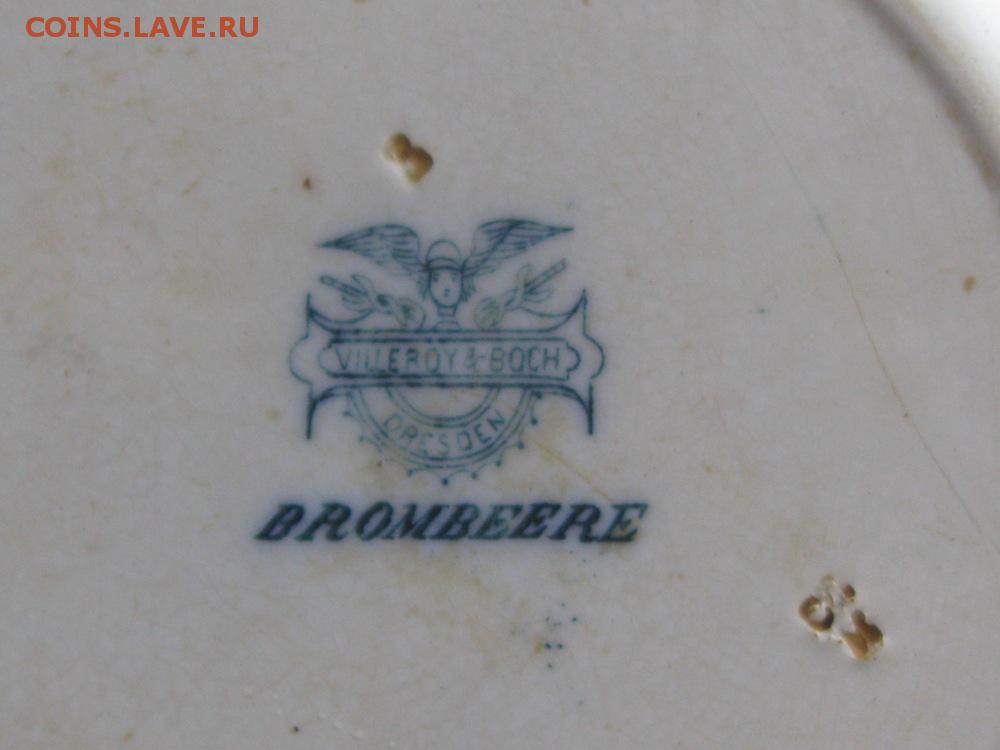 COINS.LAVE.RU
VILLEROY & BOCH
DRESDEN
BROMBEERE